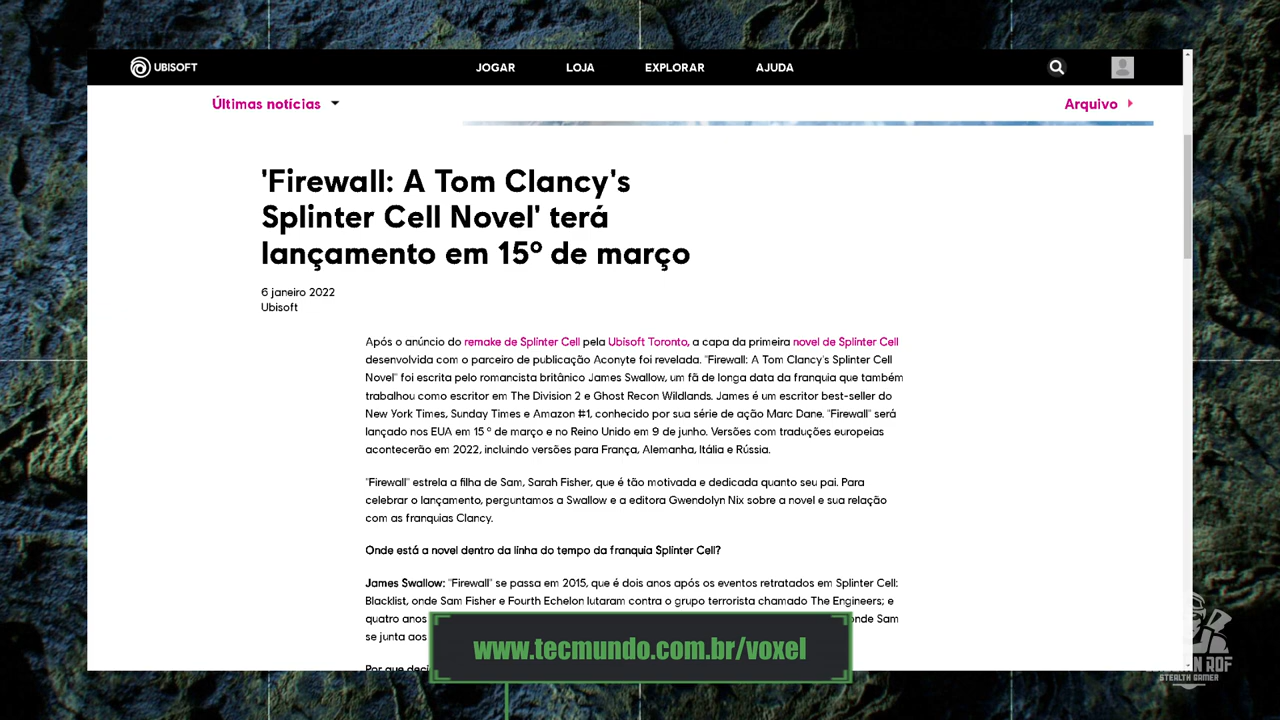 UBISOFT
JOGAR
LOJA
EXPLORAR
AJUDA
Últimas notícias
Arquivo
'Firewall: A Tom Clancy's
Splinter Cell Novel' terá
lançamento em 15º de março
6 janeiro 2022
Ubisoft
Após o anúncio do remake de Splinter Cell pela Ubisoft Toronto, a capa da primeira novel de Splinter Cell
desenvolvida com o parceiro de publicação Aconyte foi revelada. "Firewall: A Tom Clancy's Splinter Cell
Novel" foi escrita pelo romancista britânico James Swallow, um fã de longa data da franquia que também
trabalhou como escritor em The Division 2 e Ghost Recon Wildlands. James é um escritor best-seller do
New York Times, Sunday Times e Amazon #1, conhecido por sua série de ação Marc Dane. "Firewall" será
lançado nos EUA em 15 º de março e no Reino Unido em 9 de junho. Versões com traduções europeias
acontecerão em 2022, incluindo versões para França, Alemanha, Itália e Rússia.
"Firewall" estrela a filha de Sam, Sarah Fisher, que é tão motivada e dedicada quanto seu pai. Para
celebrar o lançamento, perguntamos a Swallow e a editora Gwendolyn Nix sobre a novel e sua relação
com as franquias Clancy.
Onde está a novel dentro da linha do tempo da franquia Splinter Cell?
James Swallow: "Firewall" se passa em 2015, que é dois anos após os eventos retratados em Splinter Cell:
Blacklist, onde Sam Fisher e Fourth Echelon lutaram contra o grupo terrorista chamado The Engineers; e
quatro anos onde Sam
se junta aos
Por que
www.tecmundo.com.br/voxel
ROF
STEALTH GAMER